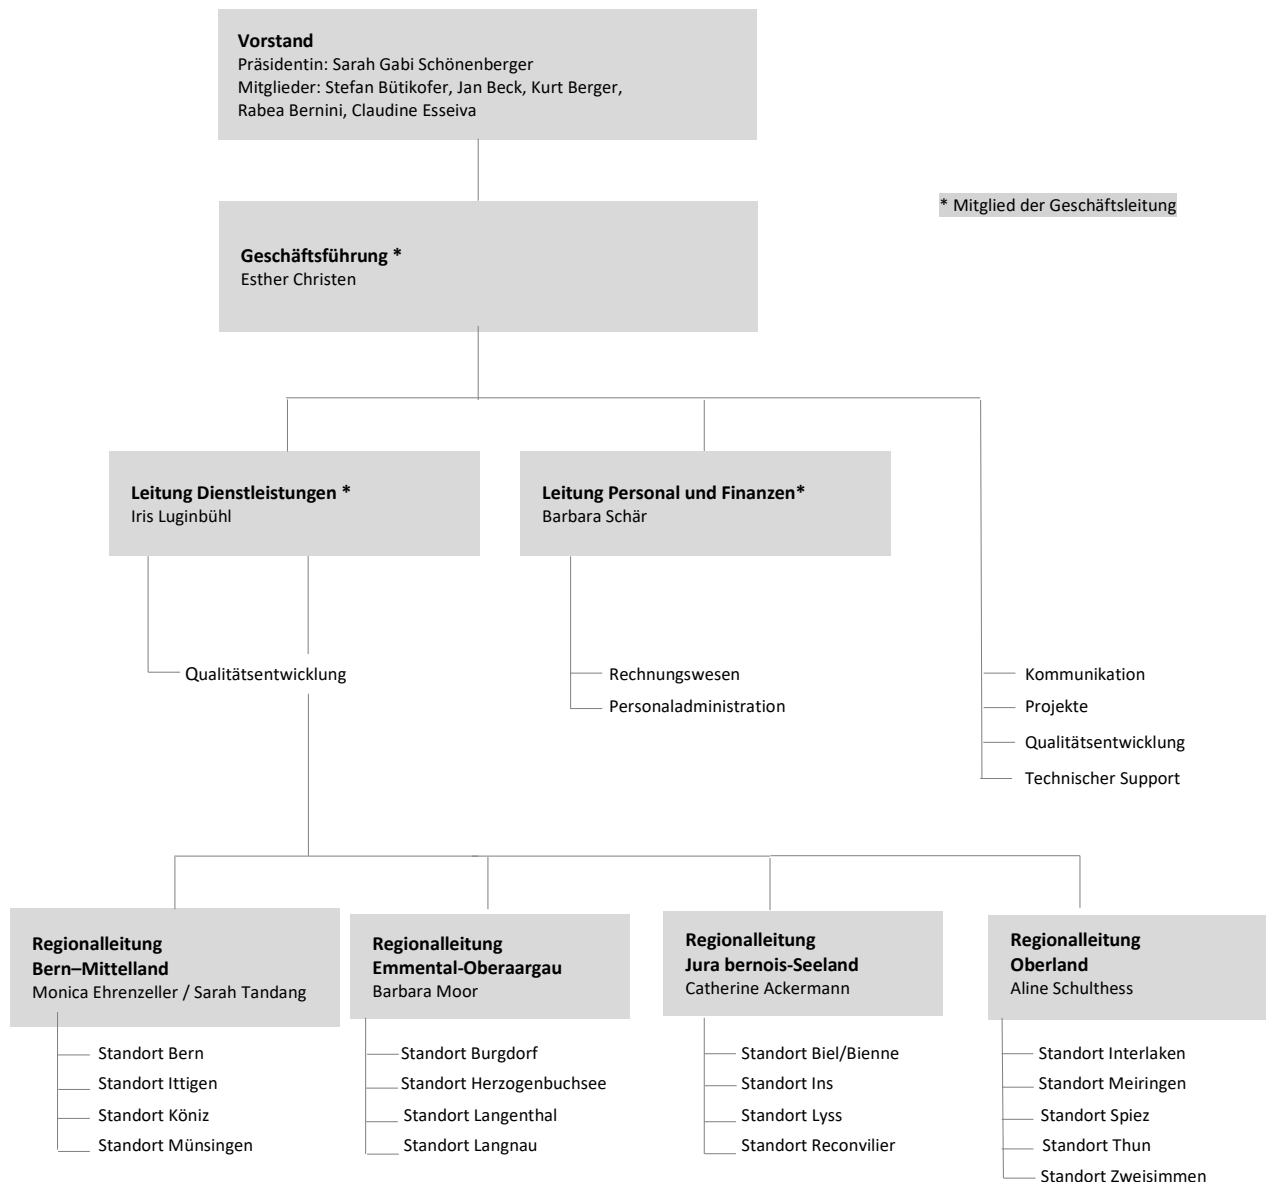 Vorstand
Präsidentin: Sarah Gabi Schönenberger
Mitglieder: Stefan Bütikofer, Jan Beck, Kurt Berger,
Rabea Bernini, Claudine Esseiva
* Mitglied der Geschäftsleitung
Geschäftsführung *
Esther Christen
Leitung Dienstleistungen *
Iris Luginbühl
Leitung Personal und Finanzen*
Barbara Schär
Qualitätsentwicklung
Rechnungswesen
Personaladministration
Kommunikation
Projekte
Qualitätsentwicklung
Technischer Support
Regionalleitung
Bern–Mittelland
Monica Ehrenzeller / Sarah Tandang
Standort Bern
Standort Ittigen
Standort Köniz
Standort Münsingen
Regionalleitung
Emmental-Oberaargau
Barbara Moor
Standort Burgdorf
Standort Herzogenbuchsee
Standort Langenthal
Standort Langnau
Regionalleitung
Jura bernois-Seeland
Catherine Ackermann
Standort Biel/Bienne
Standort Ins
Standort Lyss
Standort Reconvilier
Regionalleitung
Oberland
Aline Schulthess
Standort Interlaken
Standort Meiringen
Standort Spiez
Standort Thun
Standort Zweisimmen